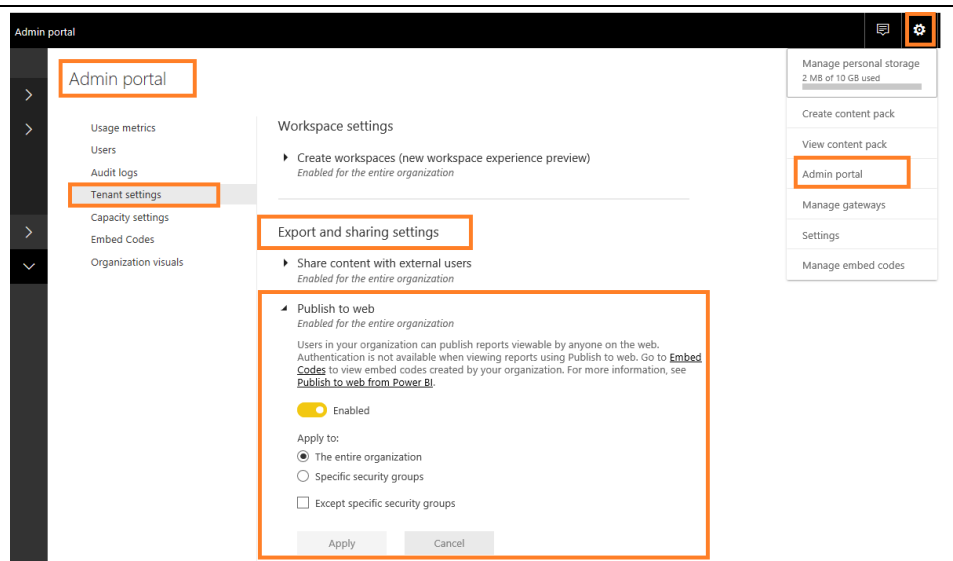 Admin portal
Admin portal
Usage metrics
Users
Audit logs
Tenant settings
Capacity settings
Embed Codes
Organization visuals
Workspace settings
Create workspaces (new workspace experience preview)
Enabled for the entire organization
Export and sharing settings
Share content with external users
Enabled for the entire organization
Publish to web
Enabled for the entire organization
Users in your organization can publish reports viewable by anyone on the web.
Authentication is not available when viewing reports using Publish to web. Go to Embed
Codes to view embed codes created by your organization. For more information, see
Publish to web from Power BI.
Enabled
Apply to:
The entire organization
Specific security groups
Except specific security groups
Apply
Cancel
Manage personal storage
2 MB of 10 GB used
Create content pack
View content pack
Admin portal
Manage gateways
Settings
Manage embed codes